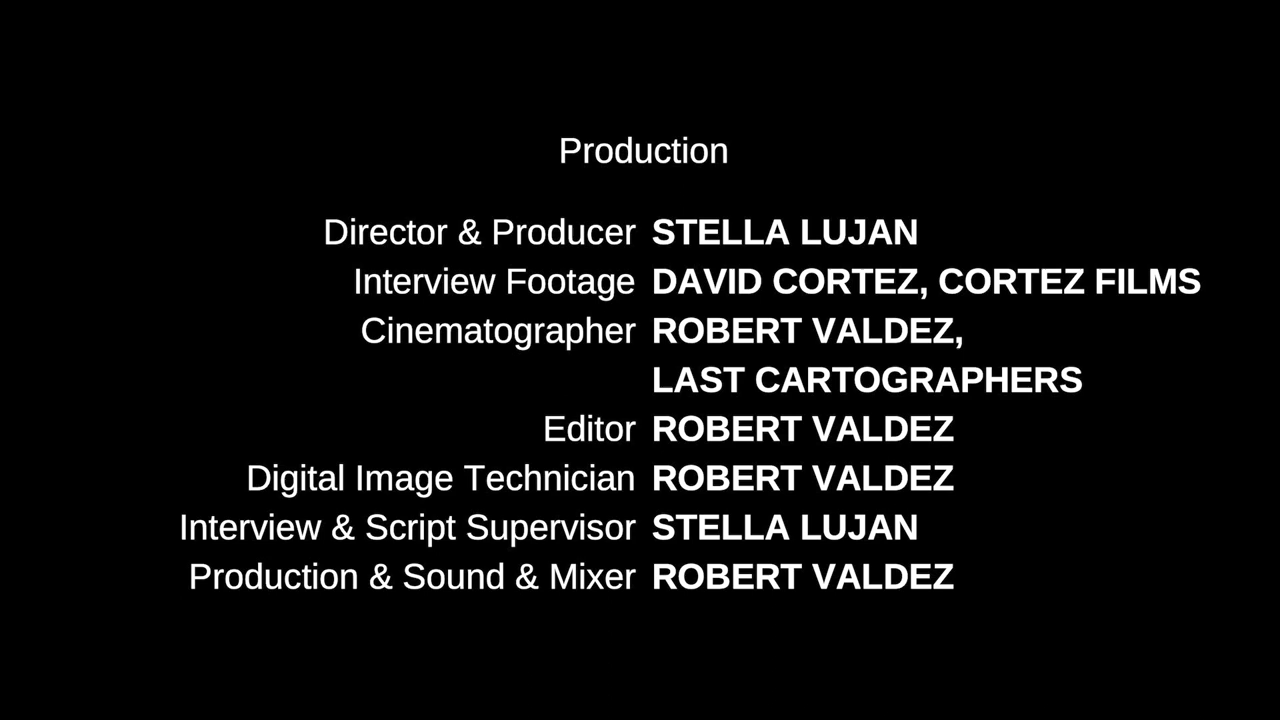 Production
Director & Producer STELLA LUJAN
Interview Footage DAVID CORTEZ, CORTEZ FILMS
Cinematographer ROBERT VALDEZ,
LAST CARTOGRAPHERS
Editor ROBERT VALDEZ
Digital Image Technician ROBERT VALDEZ
Interview & Script Supervisor STELLA LUJAN
Production & Sound & Mixer ROBERT VALDEZ